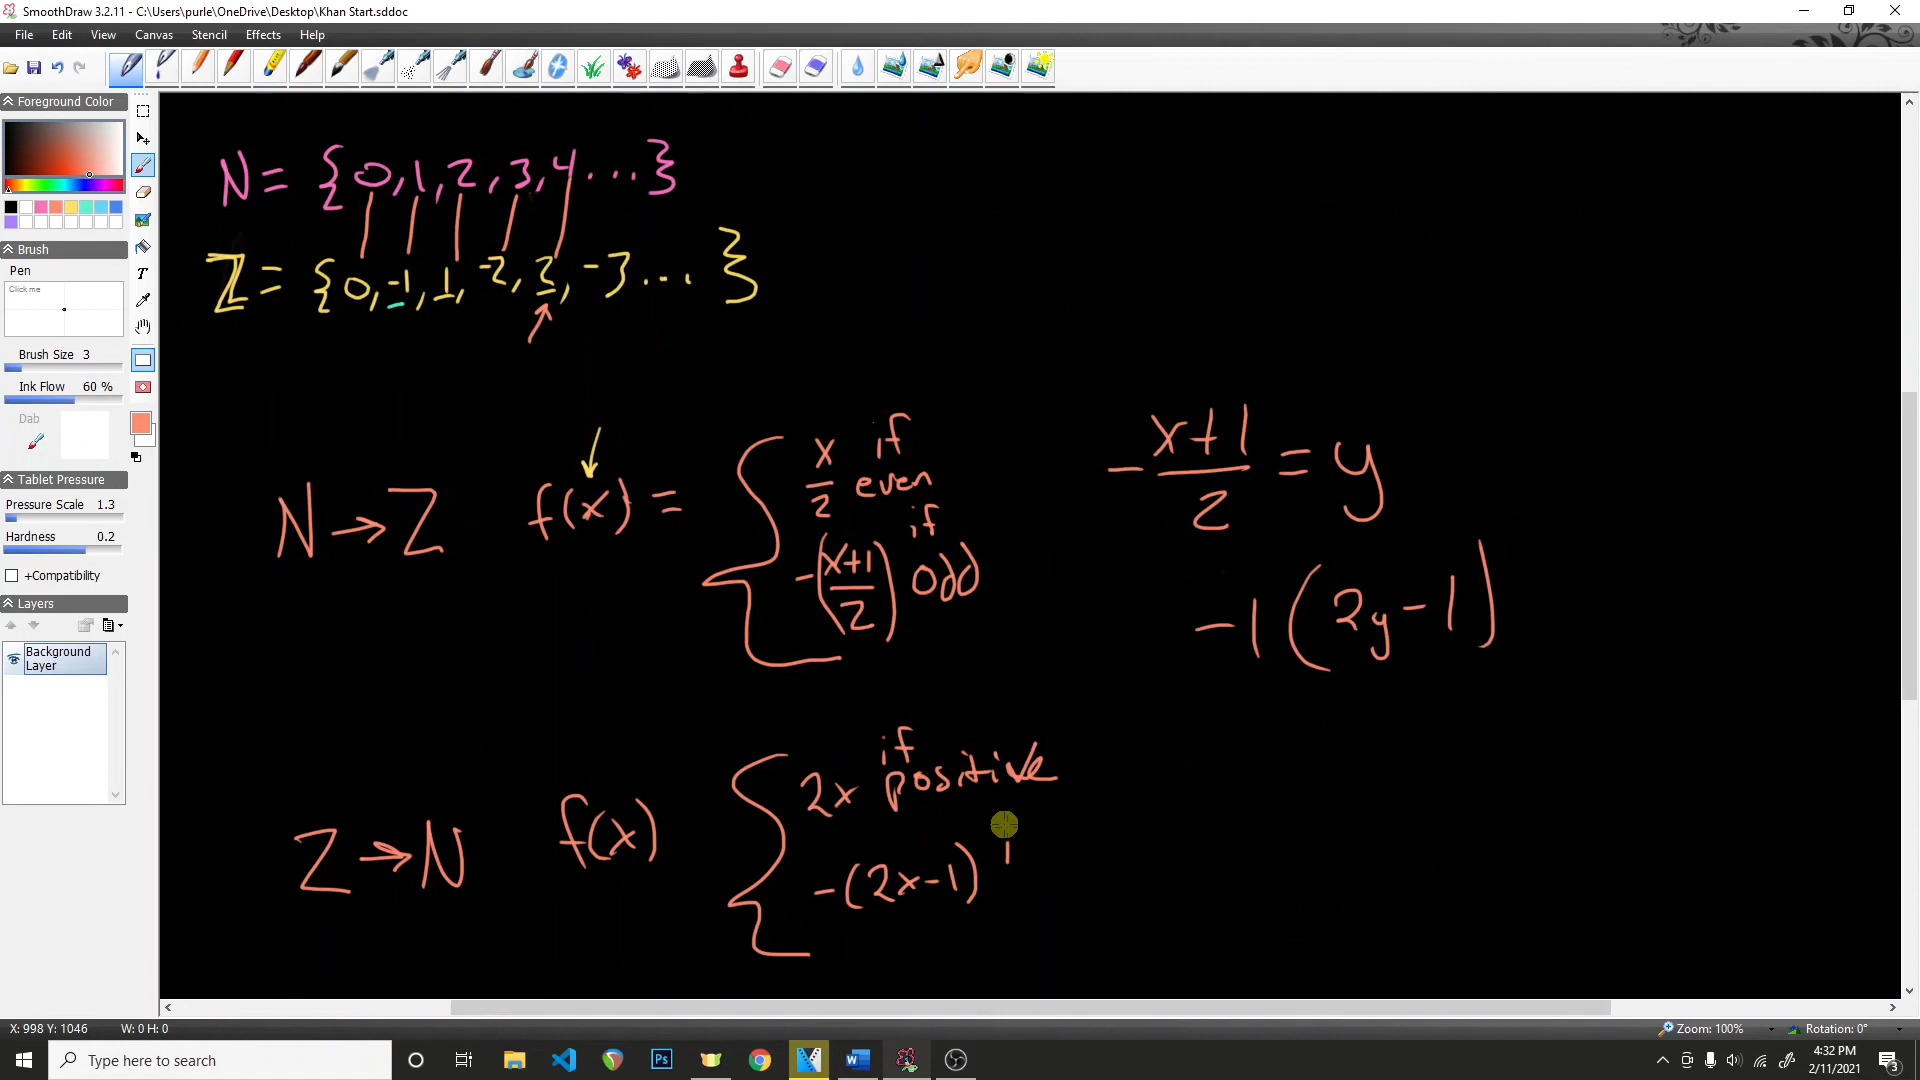 SmoothDraw 3.2.11 - C:\Users\purle\OneDrive\Desktop\Khan Start.sddoc
File Edit View Canvas Stencil Effects Help
Foreground Color
Brush
Pen
Click me
Brush Size 3
Ink Flow 60 %
Dab
Tablet Pressure
Pressure Scale 1.3
Hardness 0.2
+Compatibility
Layers
Background Layer
N = {0, 1, 2, 3, 4 ... }
Z = {0, -1, 1, -2, 2, -3 ... }
N → Z f(x) = { x/2 if even
-(x+1/2) if odd
- x+1/2 = y
-1(2y-1)
Z → N f(x) { 2x if positive
-(2x-1) i
X: 998 Y: 1046 W: 0 H: 0
Zoom: 100% Rotation: 0°
Type here to search
4:32 PM
2/11/2021
3